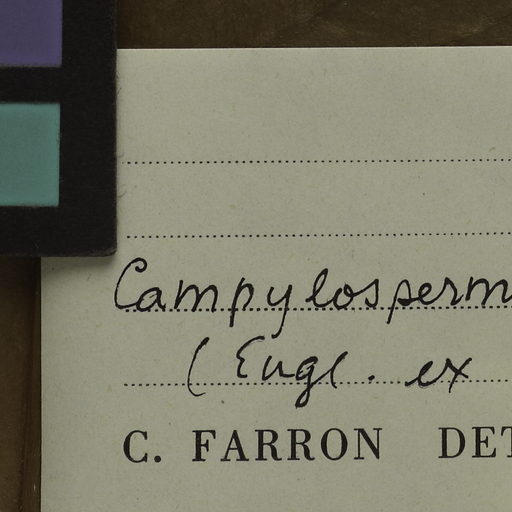 Campylosperm
(Engl. ex
C. FARRON DET